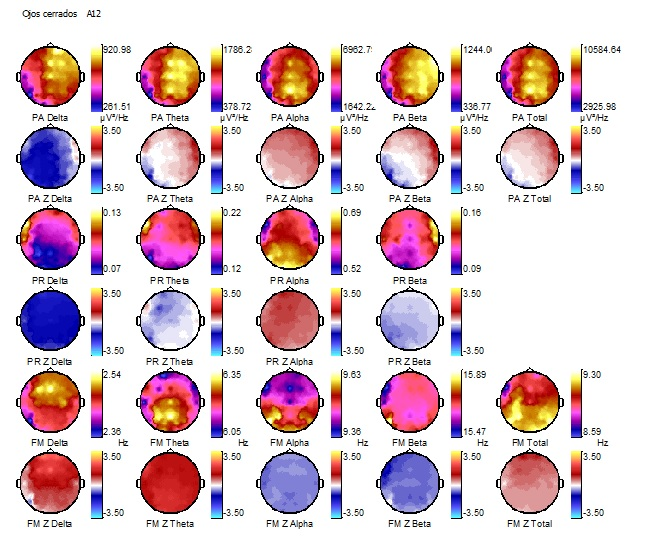 Ojos cerrados A12
920.98 1786.2 6962.7 1244.0 10584.64
261.51 378.72 1642.2 336.77 2925.98
PA Delta µV²/Hz PA Theta µV²/Hz PA Alpha µV²/Hz PA Beta µV²/Hz PA Total µV²/Hz
3.50 3.50 3.50 3.50 3.50
-3.50 -3.50 -3.50 -3.50 -3.50
PA Z Delta PA Z Theta PA Z Alpha PA Z Beta PA Z Total
0.13 0.22 0.69 0.16
0.07 0.12 0.52 0.09
PR Delta PR Theta PR Alpha PR Beta
3.50 3.50 3.50 3.50
-3.50 -3.50 -3.50 -3.50
PR Z Delta PR Z Theta PR Z Alpha PR Z Beta
2.54 6.35 9.63 15.89 9.30
2.36 6.05 9.36 15.47 8.59
FM Delta Hz FM Theta Hz FM Alpha Hz FM Beta Hz FM Total Hz
3.50 3.50 3.50 3.50 3.50
-3.50 -3.50 -3.50 -3.50 -3.50
FM Z Delta FM Z Theta FM Z Alpha FM Z Beta FM Z Total